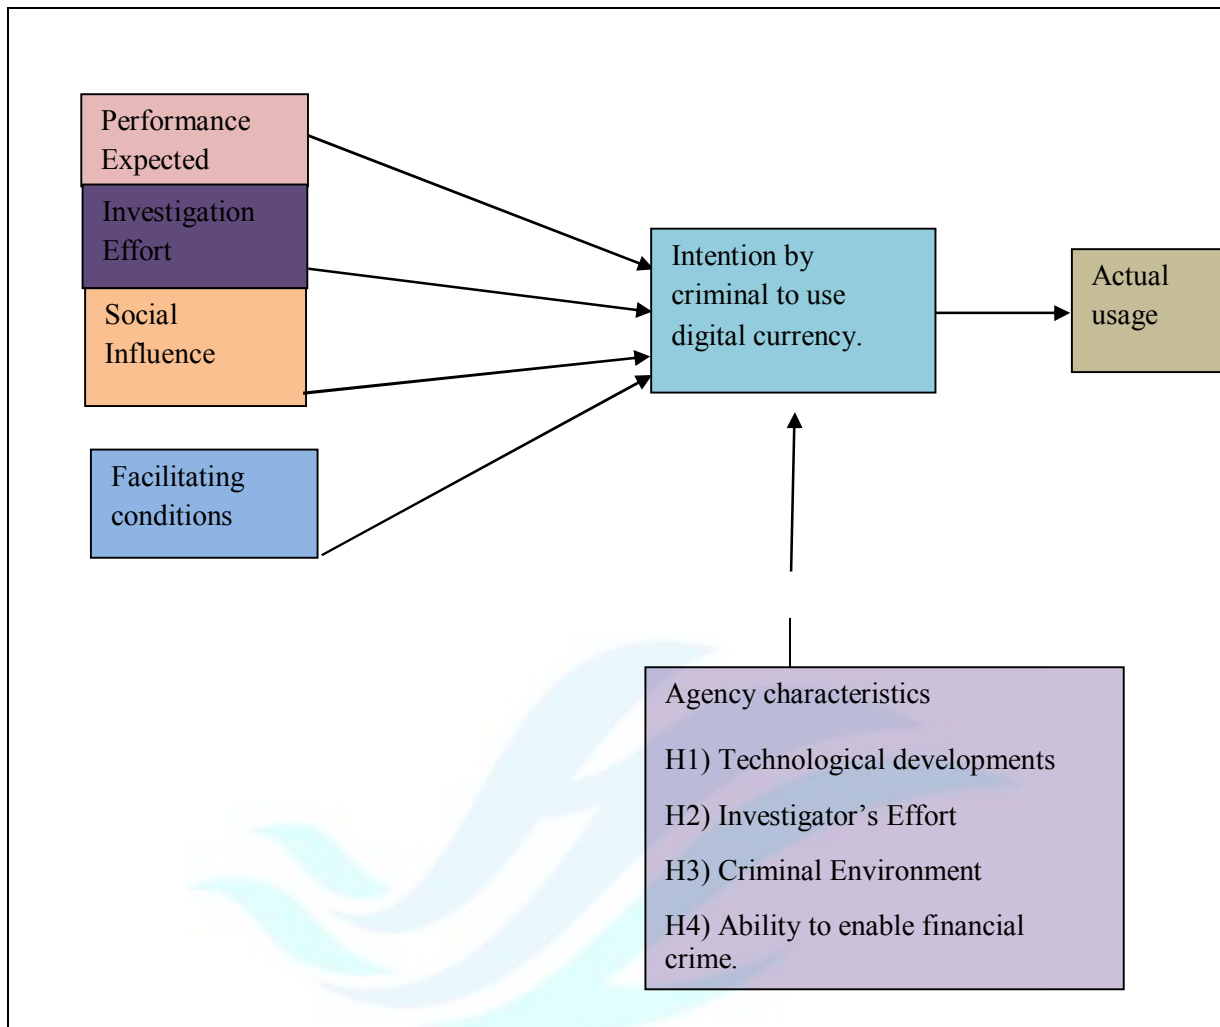 Performance
Expected
Investigation
Effort
Social
Influence
Facilitating
conditions
Intention by
criminal to use
digital currency.
Actual
usage
Agency characteristics
H1) Technological developments
H2) Investigator’s Effort
H3) Criminal Environment
H4) Ability to enable financial
crime.